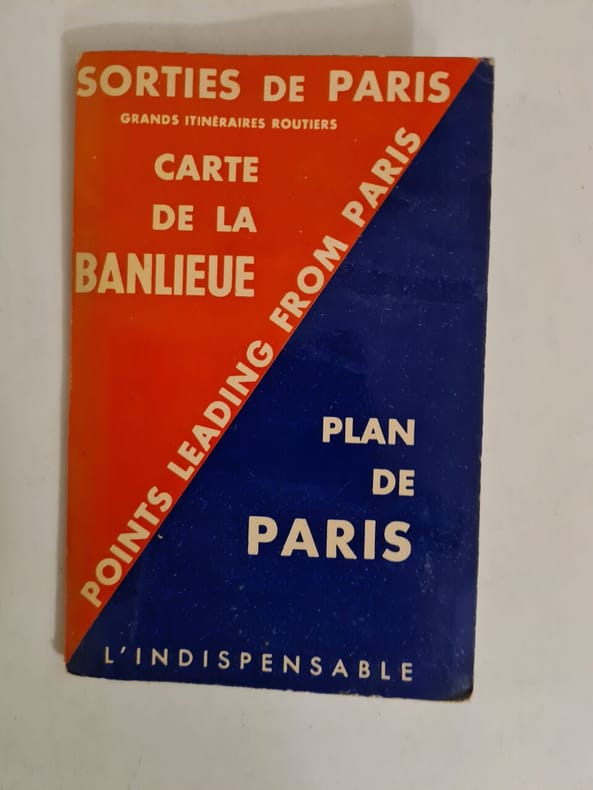 SORTIES DE PARIS
GRANDS ITINÉRAIRES ROUTIERS
CARTE
DE LA
BANLIEUE
POINTS LEADING FROM PARIS
PLAN
DE
PARIS
L'INDISPENSABLE